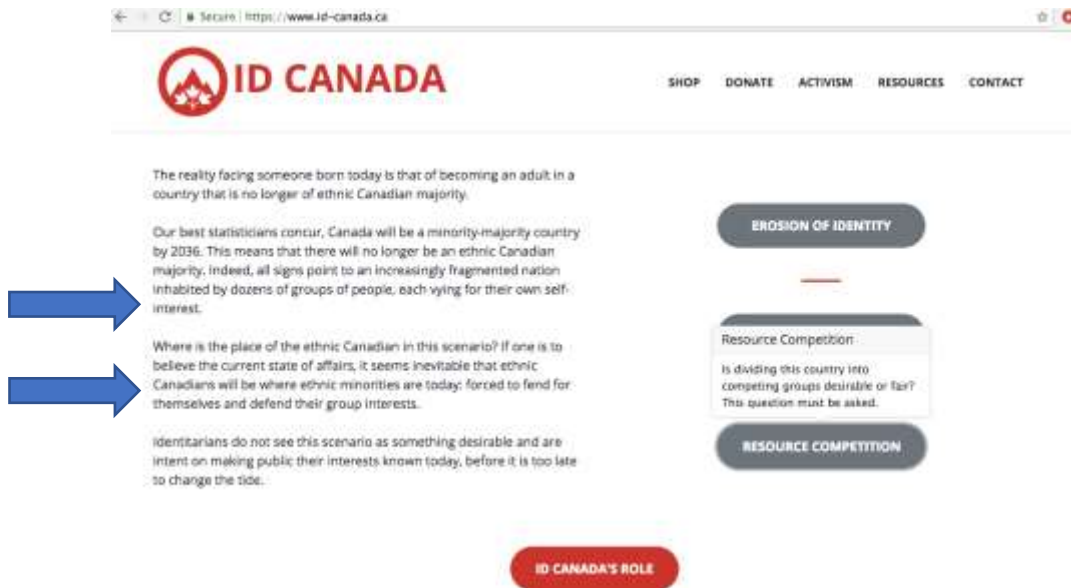 Secure | https://www.id-canada.ca
ID CANADA
SHOP DONATE ACTIVISM RESOURCES CONTACT
The reality facing someone born today is that of becoming an adult in a
country that is no longer of ethnic Canadian majority.
Our best statisticians concur, Canada will be a minority-majority country
by 2036. This means that there will no longer be an ethnic Canadian
majority. Indeed, all signs point to an increasingly fragmented nation
inhabited by dozens of groups of people, each vying for their own self-
interest.
Where is the place of the ethnic Canadian in this scenario? If one is to
believe the current state of affairs, it seems inevitable that ethnic
Canadians will be where ethnic minorities are today: forced to fend for
themselves and defend their group interests.
Identitarians do not see this scenario as something desirable and are
intent on making public their interests known today, before it is too late
to change the tide.
EROSION OF IDENTITY
Resource Competition
Is dividing this country into
competing groups desirable or fair?
This question must be asked.
RESOURCE COMPETITION
ID CANADA'S ROLE